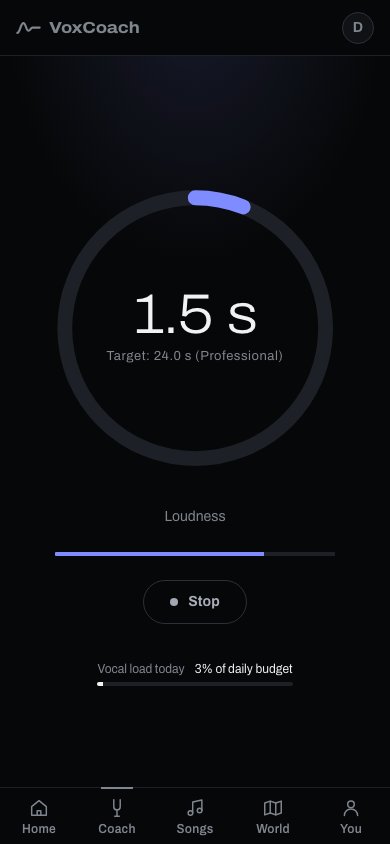 VoxCoach
D
1.5 s
Target: 24.0 s (Professional)
Loudness
Stop
Vocal load today 3% of daily budget
Home Coach Songs World You